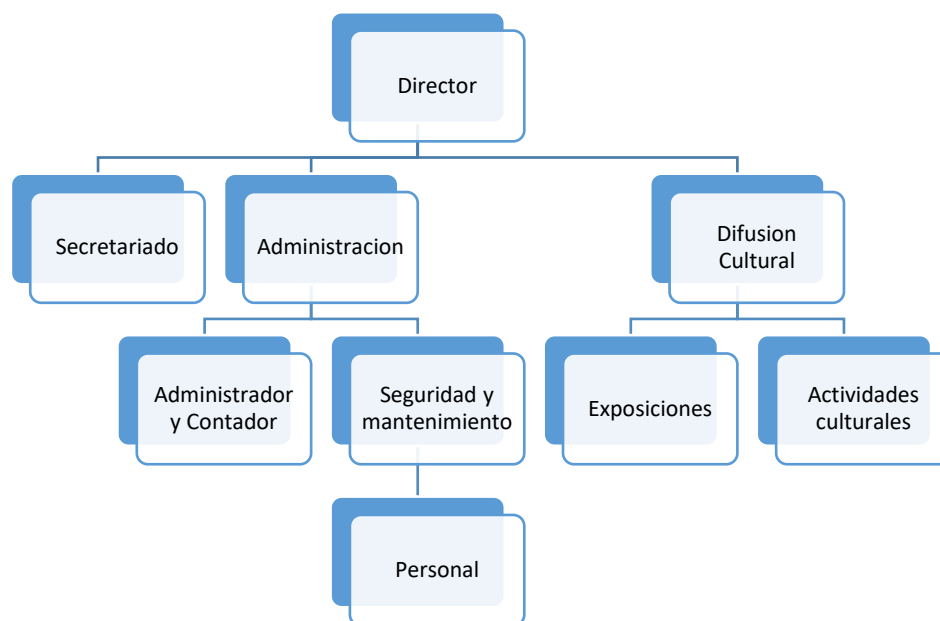 Director
Secretariado
Administracion
Difusion
Cultural
Administrador
y Contador
Seguridad y
mantenimiento
Exposiciones
Actividades
culturales
Personal